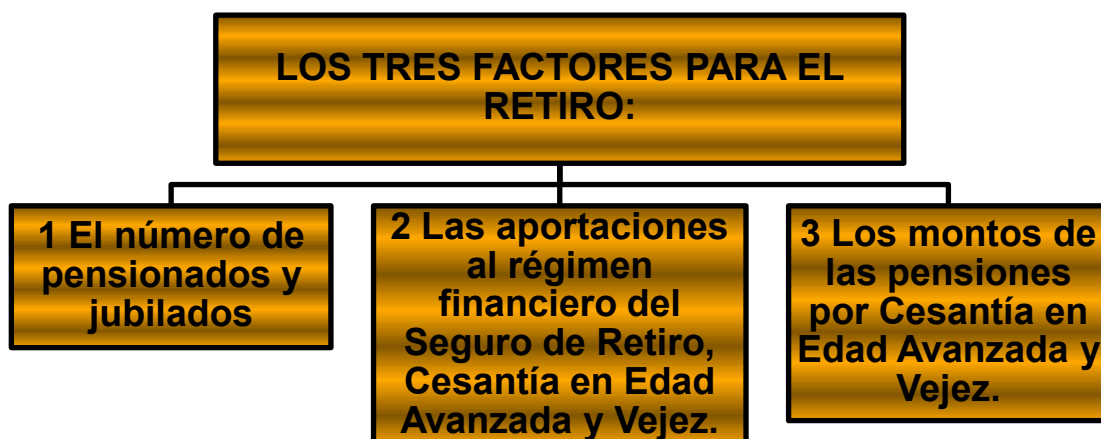 LOS TRES FACTORES PARA EL
RETIRO:
1 El número de
pensionados y
jubilados
2 Las aportaciones
al régimen
financiero del
Seguro de Retiro,
Cesantía en Edad
Avanzada y Vejez.
3 Los montos de
las pensiones
por Cesantía en
Edad Avanzada y
Vejez.